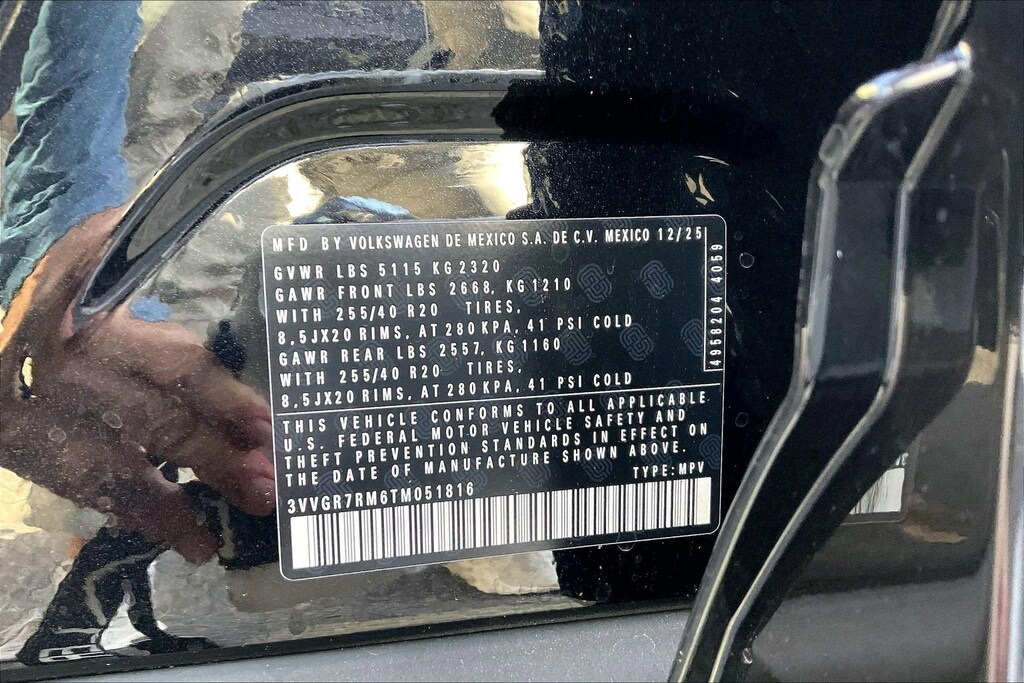 MFD BY VOLKSWAGEN DE MEXICO S.A. DE C.V. MEXICO 12/25
GVWR LBS 5115 KG 2320
GAWR FRONT LBS 2668, KG 1210
WITH 255/40 R20 TIRES,
8,5JX20 RIMS, AT 280 KPA, 41 PSI COLD
GAWR REAR LBS 2557, KG 1160
WITH 255/40 R20 TIRES,
8,5JX20 RIMS, AT 280 KPA, 41 PSI COLD
4958204 4059
THIS VEHICLE CONFORMS TO ALL APPLICABLE
U.S. FEDERAL MOTOR VEHICLE SAFETY AND
THEFT PREVENTION STANDARDS IN EFFECT ON
THE DATE OF MANUFACTURE SHOWN ABOVE.
TYPE: MPV
3VVGR7RM6TM051816